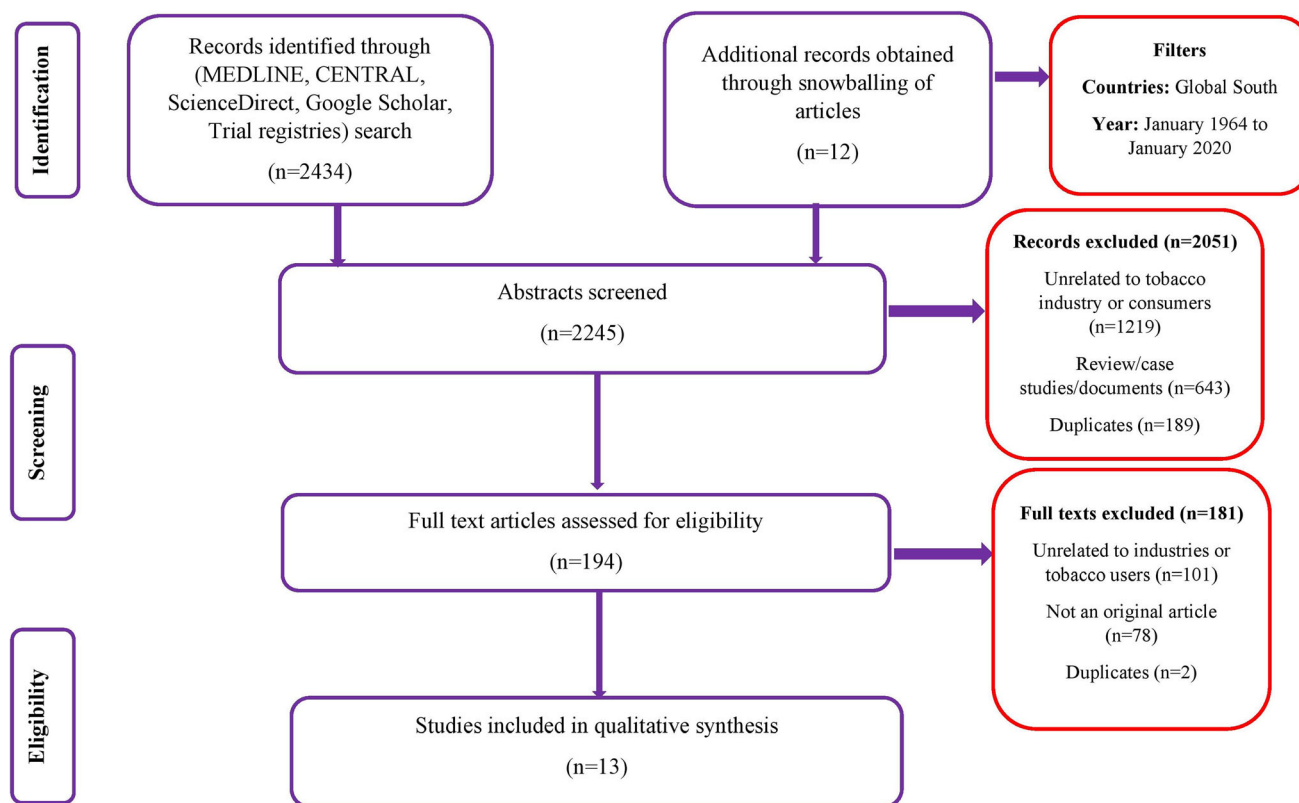 Identification
Records identified through
(MEDLINE, CENTRAL,
ScienceDirect, Google Scholar,
Trial registries) search
(n=2434)
Additional records obtained
through snowballing of
articles
(n=12)
Filters
Countries: Global South
Year: January 1964 to
January 2020
Screening
Abstracts screened
(n=2245)
Records excluded (n=2051)
Unrelated to tobacco
industry or consumers
(n=1219)
Review/case
studies/documents (n=643)
Duplicates (n=189)
Full text articles assessed for eligibility
(n=194)
Full texts excluded (n=181)
Unrelated to industries or
tobacco users (n=101)
Not an original article
(n=78)
Duplicates (n=2)
Eligibility
Studies included in qualitative synthesis
(n=13)